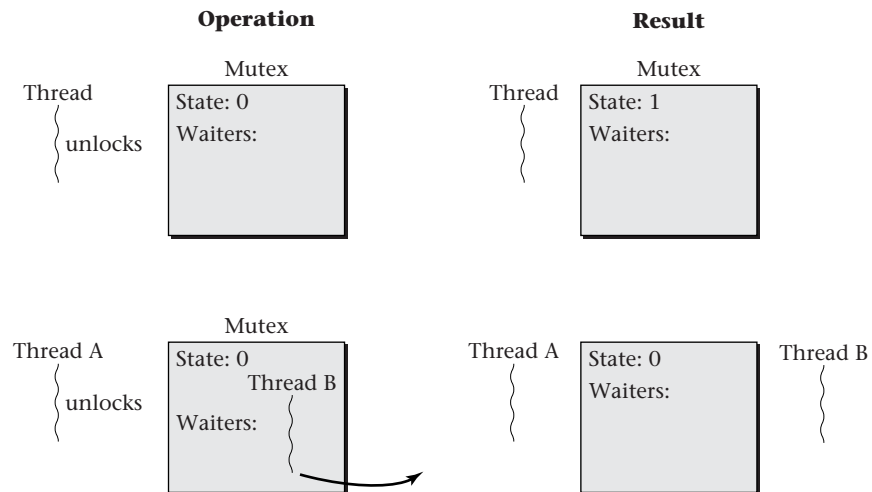 Operation
Result
Mutex
Mutex
Thread
State: 0
Thread
State: 1
unlocks
Waiters:
Waiters:
Mutex
Thread A
State: 0
Thread A
State: 0
Thread B
Thread B
unlocks
Waiters:
Waiters: